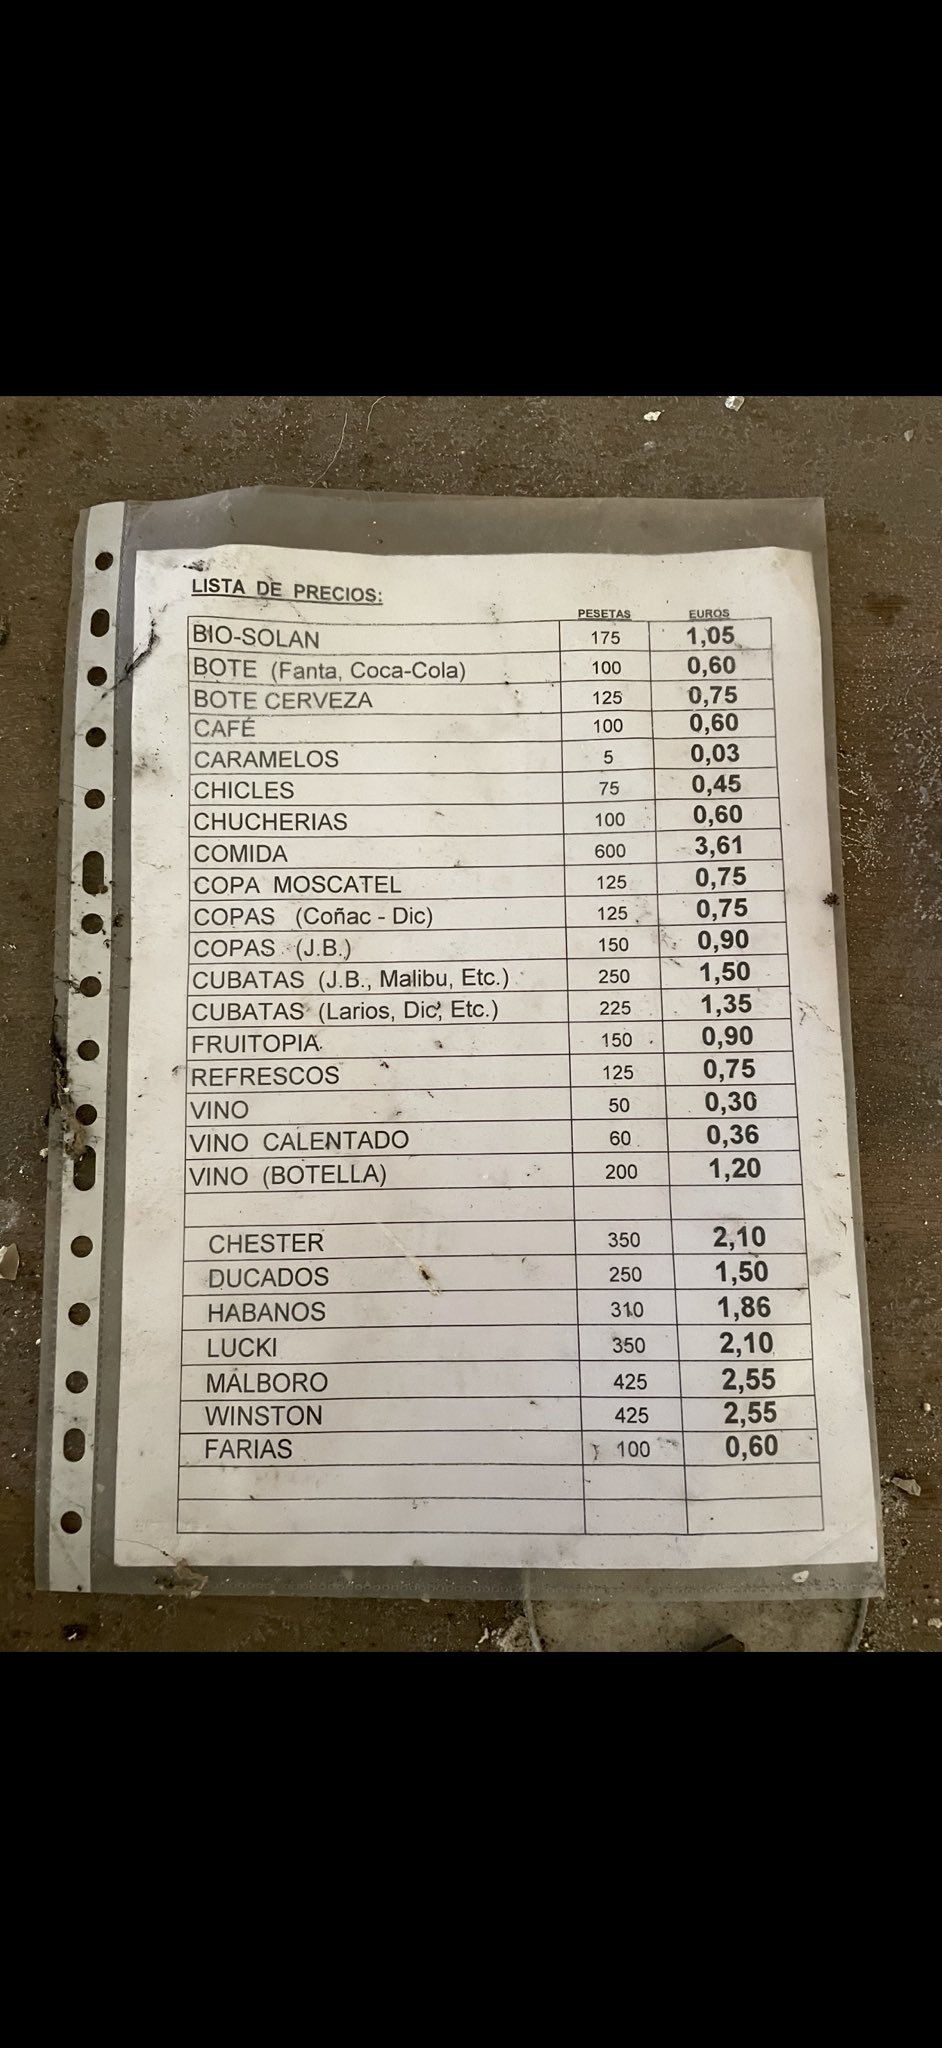 LISTA DE PRECIOS:
PESETAS EUROS
BIO-SOLAN 175 1,05
BOTE (Fanta, Coca-Cola) 100 0,60
BOTE CERVEZA 125 0,75
CAFÉ 100 0,60
CARAMELOS 5 0,03
CHICLES 75 0,45
CHUCHERIAS 100 0,60
COMIDA 600 3,61
COPA MOSCATEL 125 0,75
COPAS (Coñac - Dic) 125 0,75
COPAS (J.B.) 150 0,90
CUBATAS (J.B., Malibu, Etc.) 250 1,50
CUBATAS (Larios, Dic, Etc.) 225 1,35
FRUITOPIA 150 0,90
REFRESCOS 125 0,75
VINO 50 0,30
VINO CALENTADO 60 0,36
VINO (BOTELLA) 200 1,20
CHESTER 350 2,10
DUCADOS 250 1,50
HABANOS 310 1,86
LUCKI 350 2,10
MALBORO 425 2,55
WINSTON 425 2,55
FARIAS 100 0,60